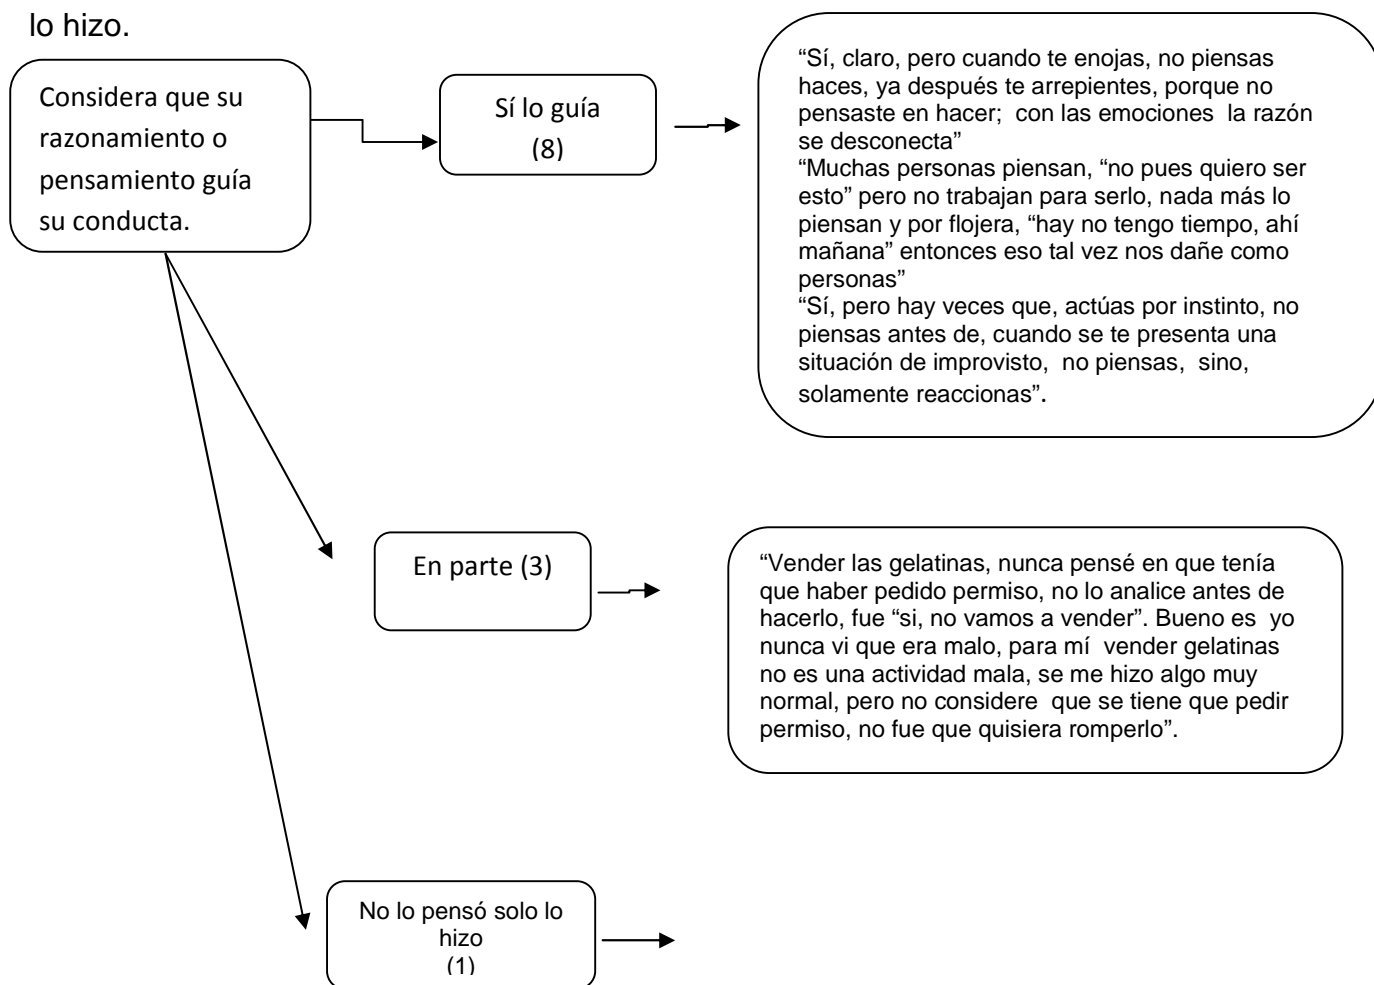 lo hizo.
Considera que su
razonamiento o
pensamiento guía
su conducta.
Sí lo guía
(8)
“Sí, claro, pero cuando te enojas, no piensas
haces, ya después te arrepientes, porque no
pensaste en hacer; con las emociones la razón
se desconecta”
“Muchas personas piensan, “no pues quiero ser
esto” pero no trabajan para serlo, nada más lo
piensan y por flojera, “hay no tengo tiempo, ahí
mañana” entonces eso tal vez nos dañe como
personas”
“Sí, pero hay veces que, actúas por instinto, no
piensas antes de, cuando se te presenta una
situación de improvisto, no piensas, sino,
solamente reaccionas”.
En parte (3)
“Vender las gelatinas, nunca pensé en que tenía
que haber pedido permiso, no lo analice antes de
hacerlo, fue “si, no vamos a vender”. Bueno es yo
nunca vi que era malo, para mí vender gelatinas
no es una actividad mala, se me hizo algo muy
normal, pero no considere que se tiene que pedir
permiso, no fue que quisiera romperlo”.
No lo pensó solo lo
hizo
(1)